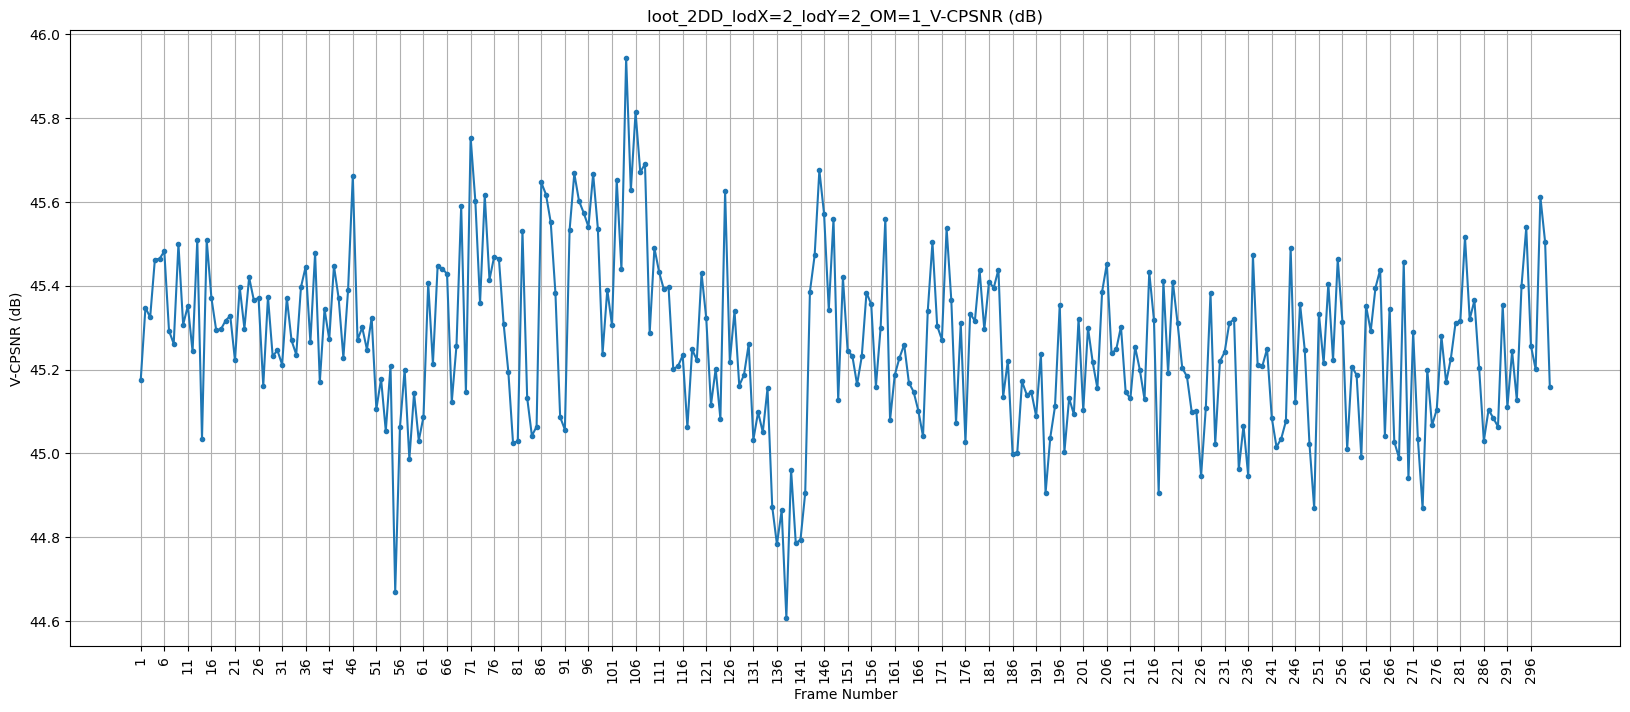 loot_2DD_lodX=2_lodY=2_OM=1_V-CPSNR (dB)
V-CPSNR (dB)
46.0
45.8
45.6
45.4
45.2
45.0
44.8
44.6
1 6 11 16 21 26 31 36 41 46 51 56 61 66 71 76 81 86 91 96 101 106 111 116 121 126 131 136 141 146 151 156 161 166 171 176 181 186 191 196 201 206 211 216 221 226 231 236 241 246 251 256 261 266 271 276 281 286 291 296
Frame Number